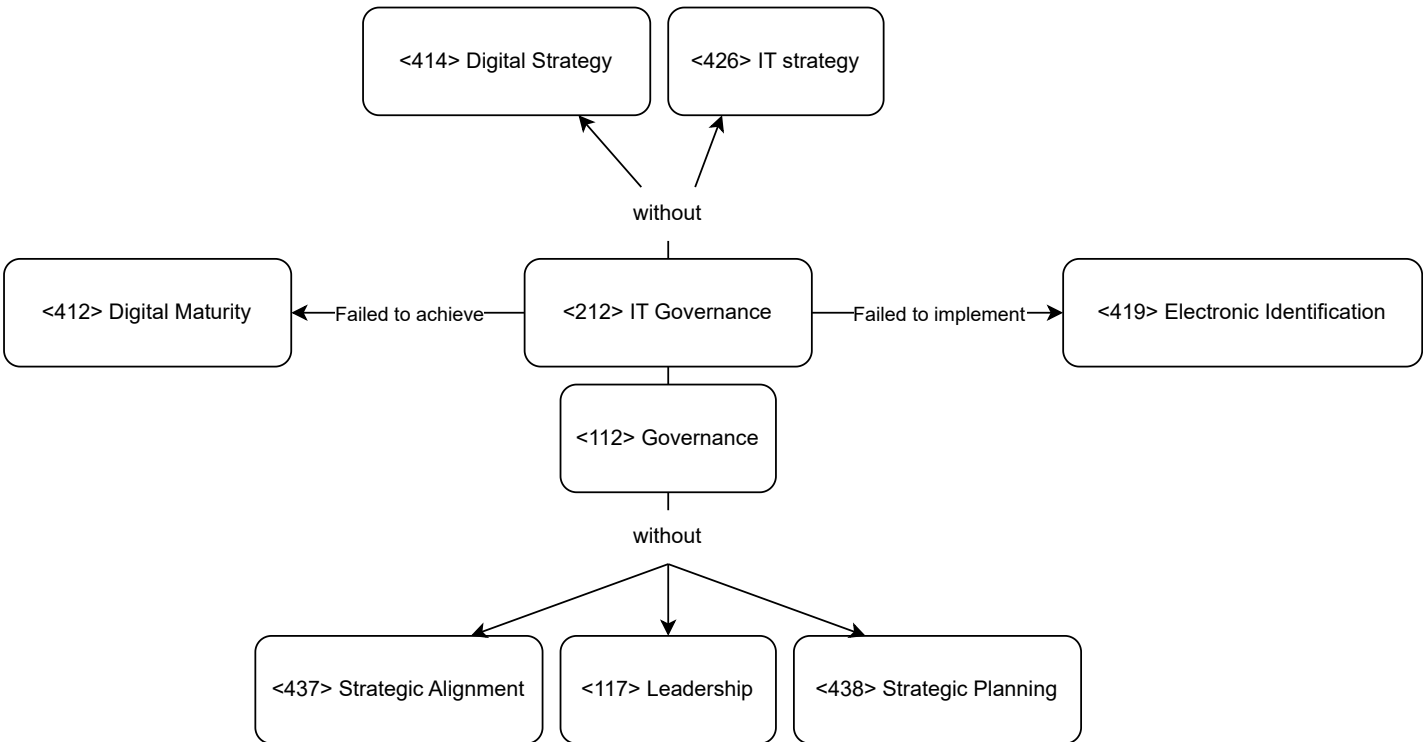 <414> Digital Strategy
<426> IT strategy
without
<412> Digital Maturity
Failed to achieve
<212> IT Governance
Failed to implement
<419> Electronic Identification
<112> Governance
without
<437> Strategic Alignment
<117> Leadership
<438> Strategic Planning